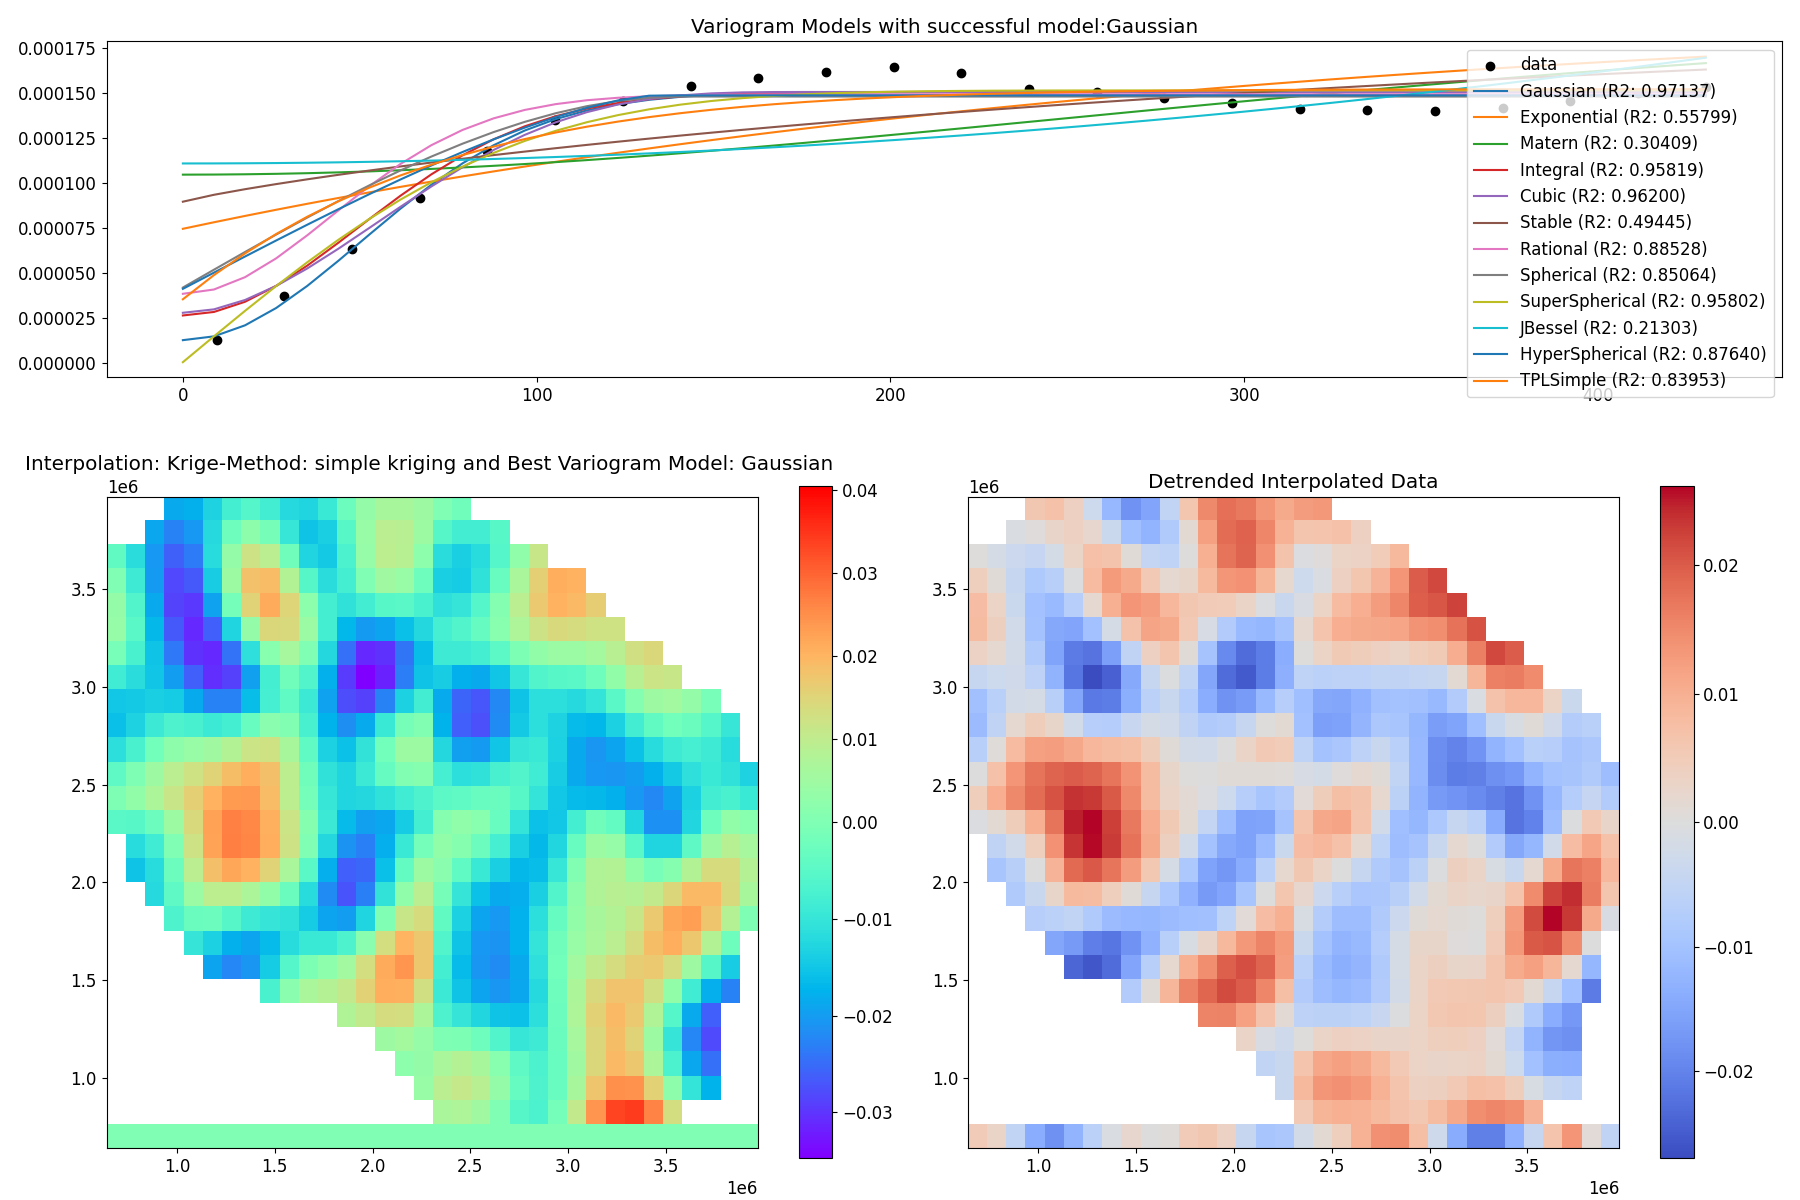 Variogram Models with successful model:Gaussian
0.000175
0.000150
0.000125
0.000100
0.000075
0.000050
0.000025
0.000000
0
100
200
300
400
data
Gaussian (R2: 0.97137)
Exponential (R2: 0.55799)
Matern (R2: 0.30409)
Integral (R2: 0.95819)
Cubic (R2: 0.96200)
Stable (R2: 0.49445)
Rational (R2: 0.88528)
Spherical (R2: 0.85064)
SuperSpherical (R2: 0.95802)
JBessel (R2: 0.21303)
HyperSpherical (R2: 0.87640)
TPLSimple (R2: 0.83953)
Interpolation: Krige-Method: simple kriging and Best Variogram Model: Gaussian
1e6
3.5
3.0
2.5
2.0
1.5
1.0
1.0
1.5
2.0
2.5
3.0
3.5
1e6
0.04
0.03
0.02
0.01
0.00
−0.01
−0.02
−0.03
Detrended Interpolated Data
1e6
3.5
3.0
2.5
2.0
1.5
1.0
1.0
1.5
2.0
2.5
3.0
3.5
1e6
0.02
0.01
0.00
−0.01
−0.02